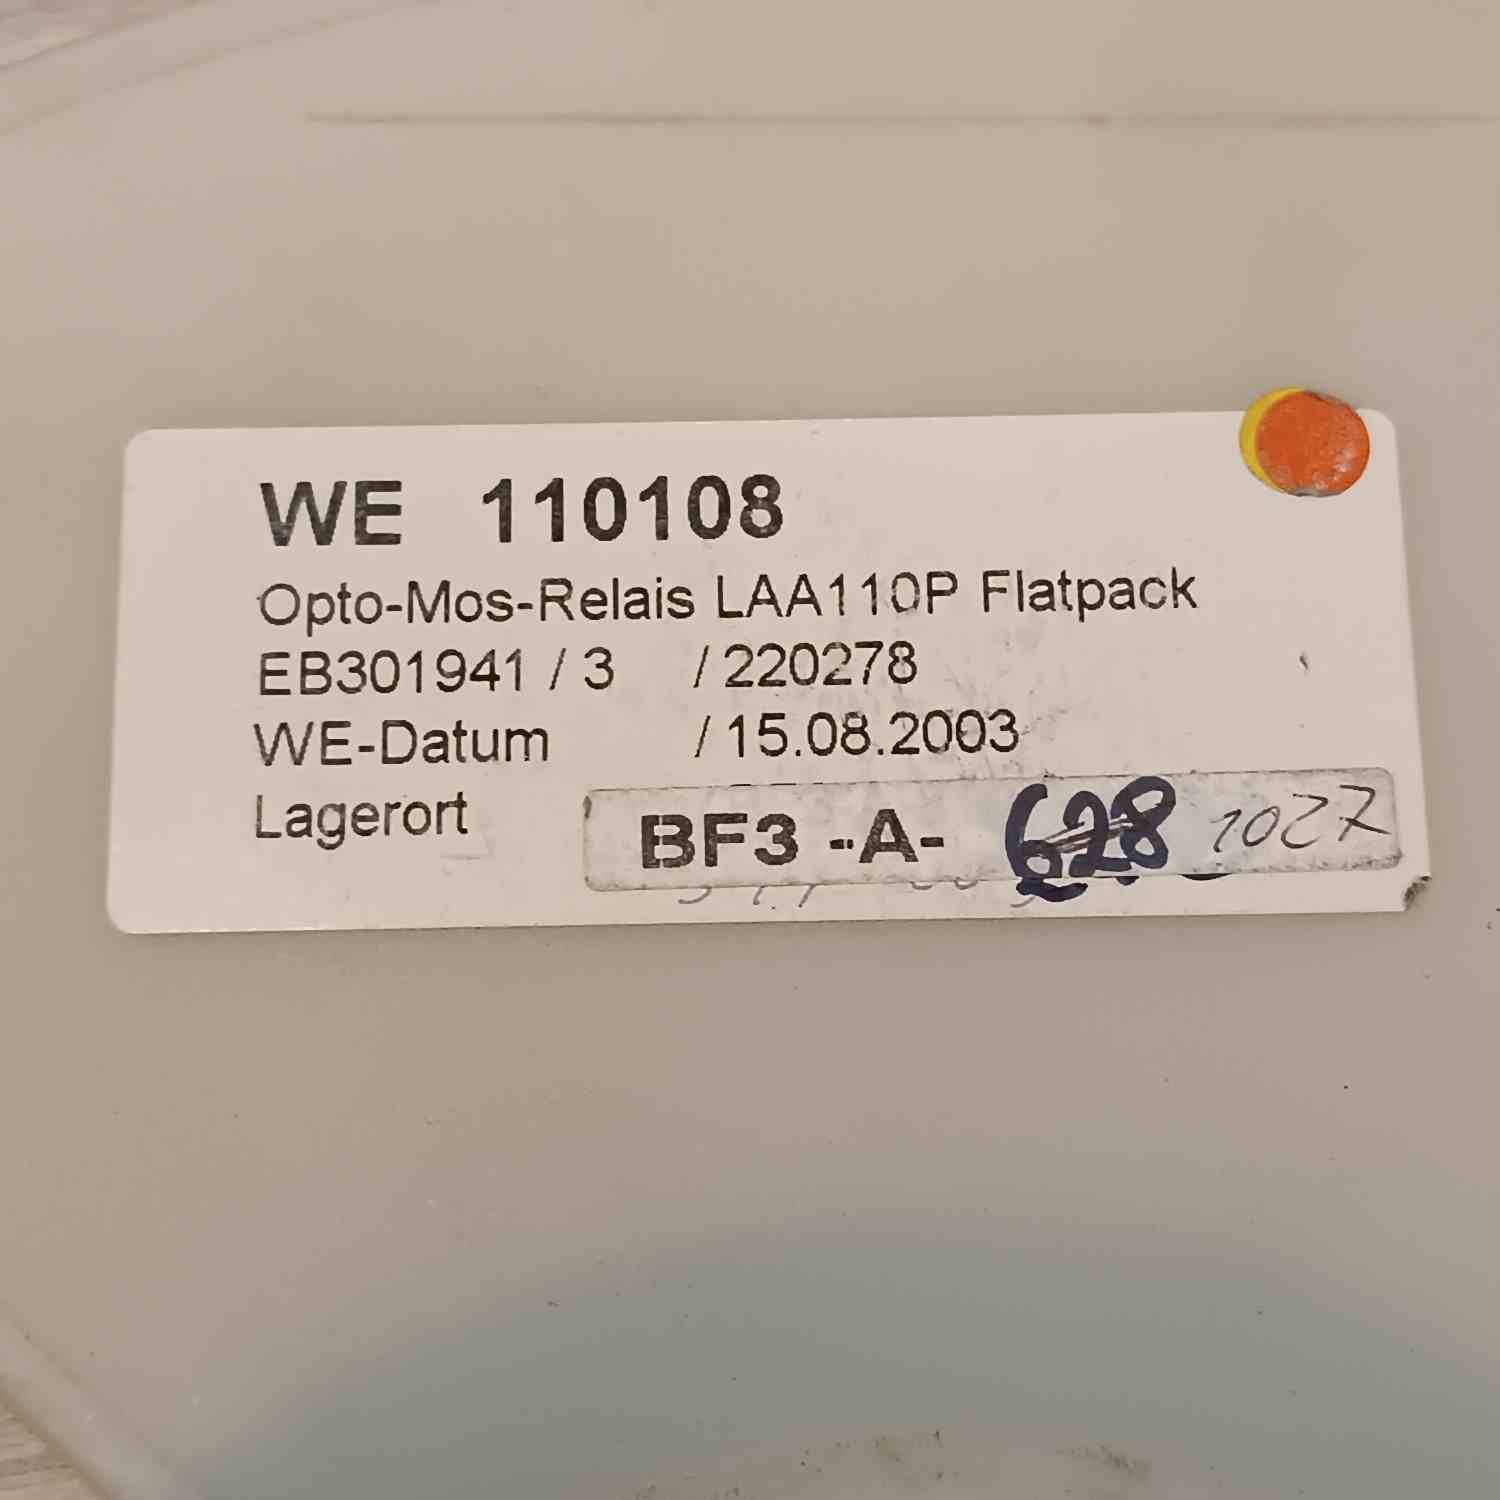 WE 110108
Opto-Mos-Relais LAA110P Flatpack
EB301941 / 3 / 220278
WE-Datum / 15.08.2003
Lagerort BF3 -A- 628 1027